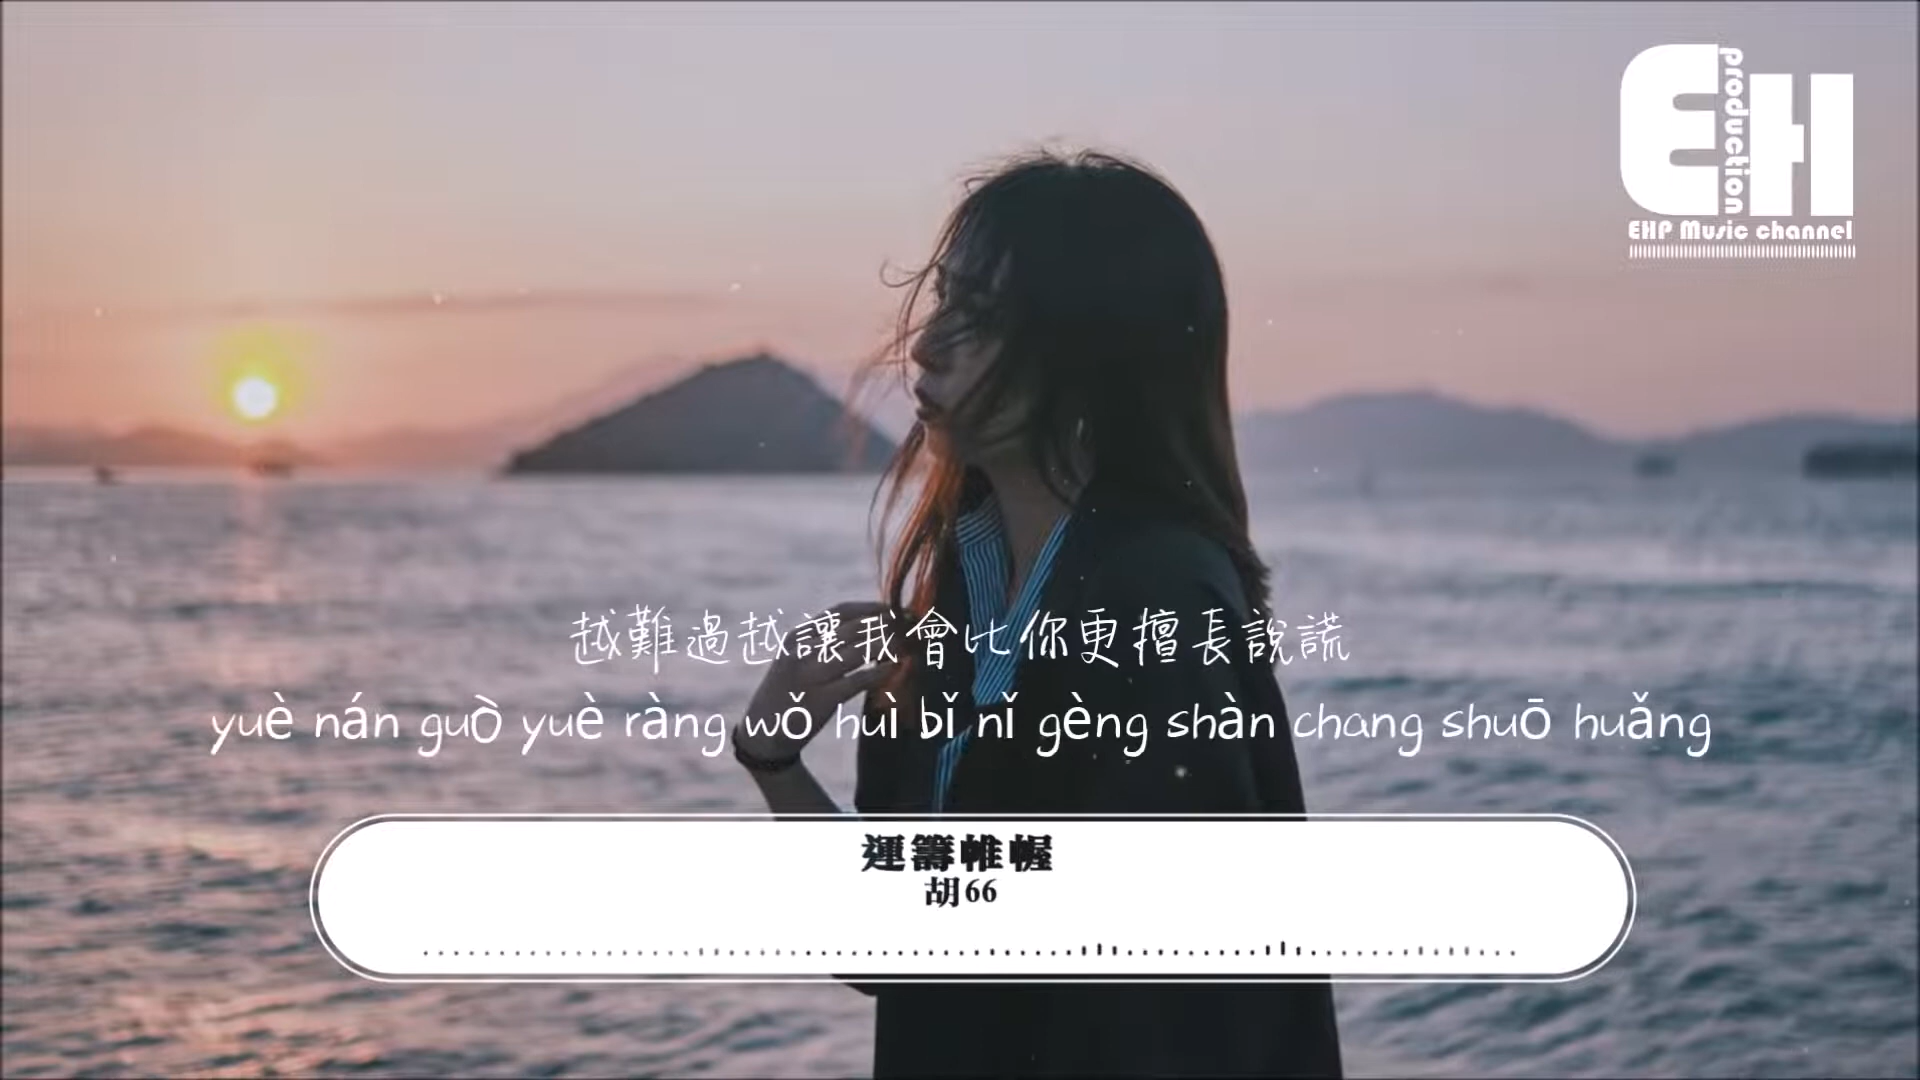 EH
production
EHP Music channel
越難過越讓我會比你更擅長說謊
yuè nán guò yuè ràng wǒ huì bǐ nǐ gèng shàn chang shuō huǎng
運籌帷幄
胡66